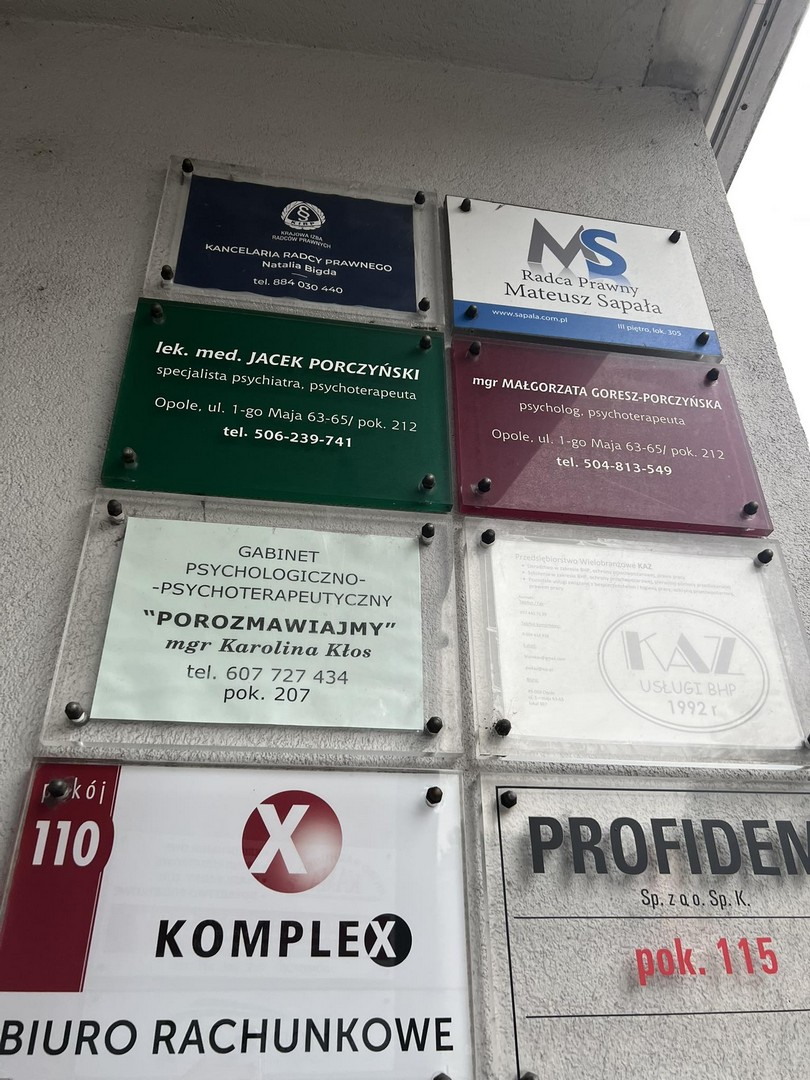 KIRP
KRAJOWA IZBA
RADCÓW PRAWNYCH
KANCELARIA RADCY PRAWNEGO
Natalia Bigda
tel. 884 030 440
MS
Radca Prawny
Mateusz Sapała
www.sapala.com.pl III piętro, lok. 305
lek. med. JACEK PORCZYŃSKI
specjalista psychiatra, psychoterapeuta
Opole, ul. 1-go Maja 63-65/ pok. 212
tel. 506-239-741
mgr MAŁGORZATA GORESZ-PORCZYŃSKA
psycholog, psychoterapeuta
Opole, ul. 1-go Maja 63-65/ pok. 212
tel. 504-813-549
GABINET
PSYCHOLOGICZNO-
-PSYCHOTERAPEUTYCZNY
“POROZMAWIAJMY”
mgr Karolina Kłos
tel. 607 727 434
pok. 207
Przedsiębiorstwo Wielobranżowe KAZ
KAZ
USŁUGI BHP
1992 r.
pokój
110
X
KOMPLEX
BIURO RACHUNKOWE
PROFIDEN
Sp. z o.o. Sp. K.
pok. 115